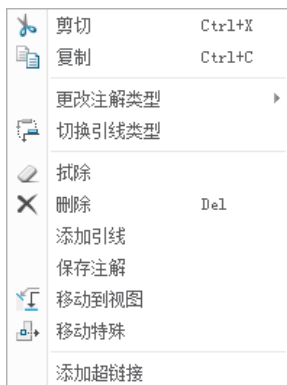 剪切 Ctrl+X
复制 Ctrl+C
更改注解类型
切换引线类型
拭除
删除 Del
添加引线
保存注解
移动到视图
移动特殊
添加超链接